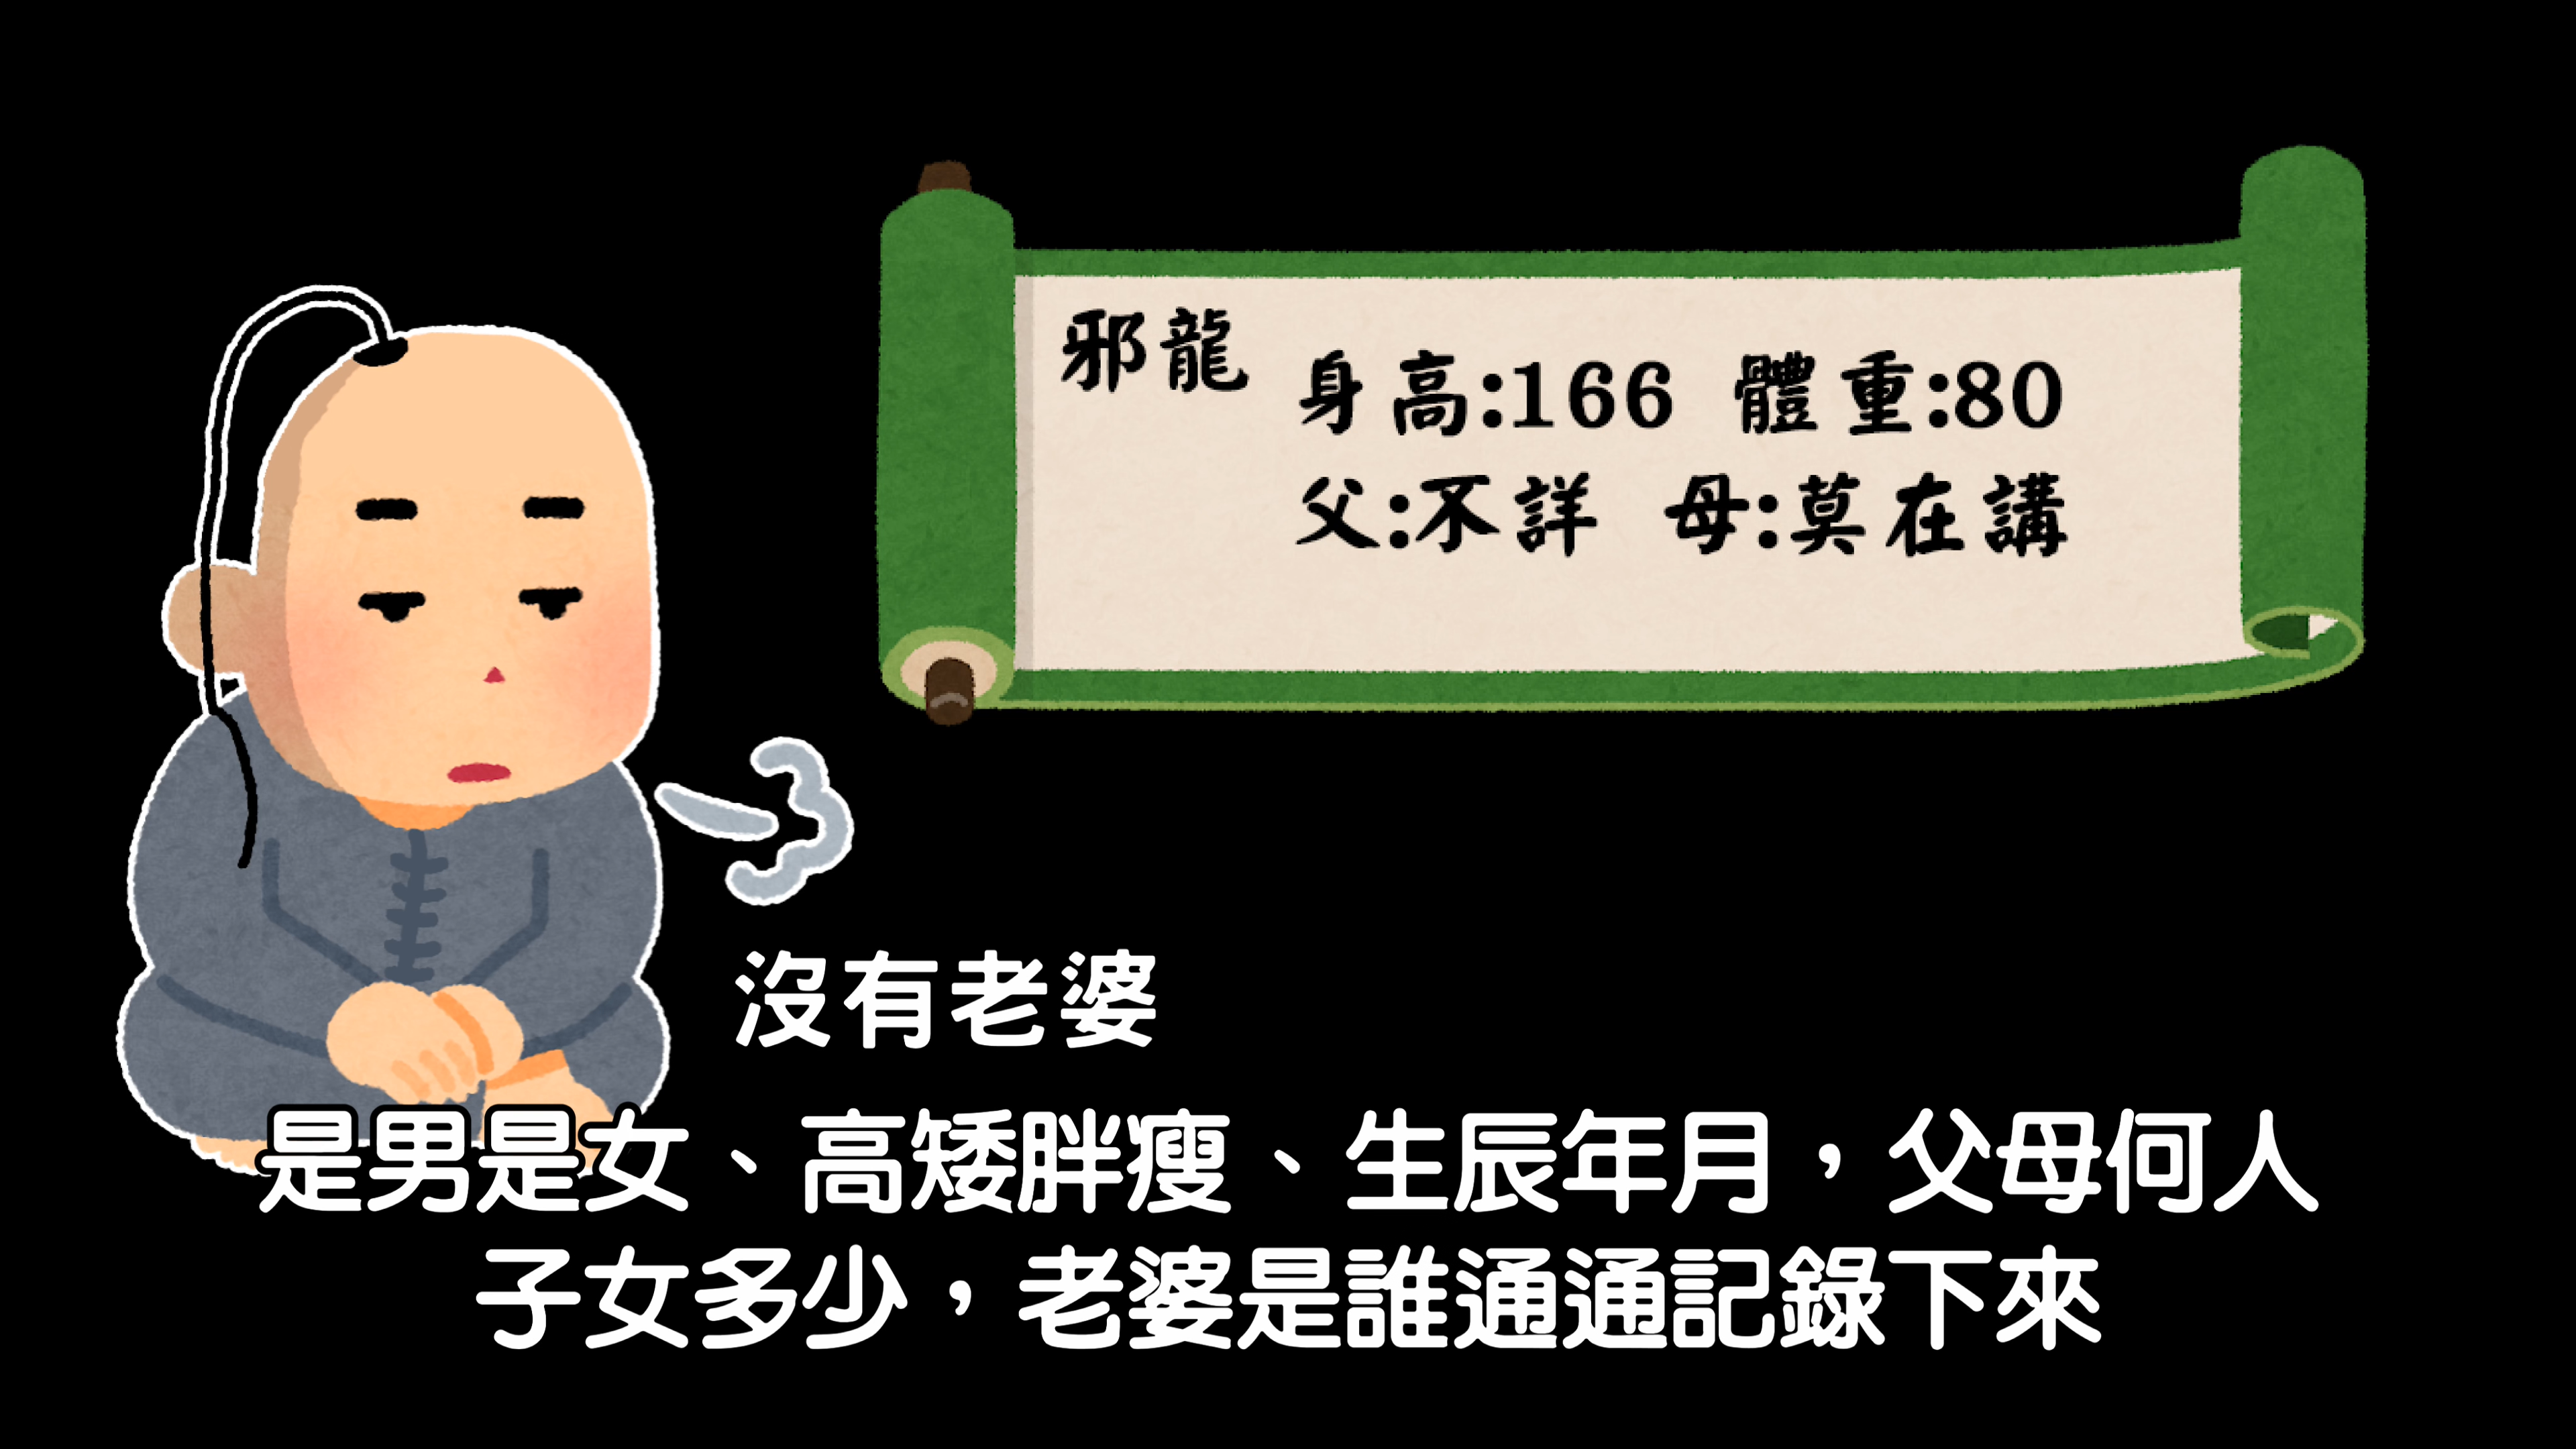 邪龍
身高:166 體重:80
父:不詳 母:莫在講
沒有老婆
是男是女、高矮胖瘦、生辰年月，父母何人
子女多少，老婆是誰通通記錄下來